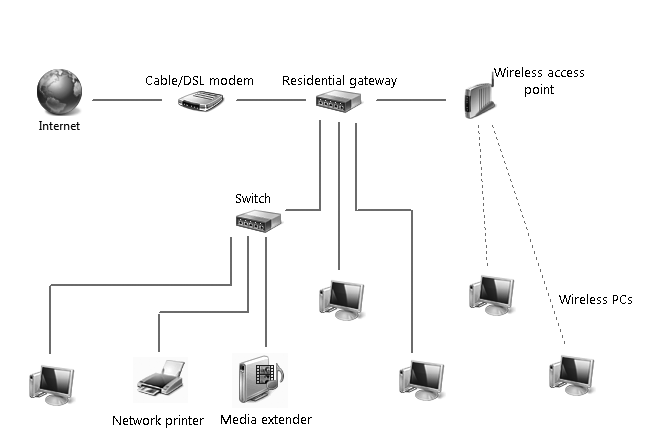 Cable/DSL modem
Residential gateway
Wireless access
point
Internet
Switch
Wireless PCs
Network printer
Media extender